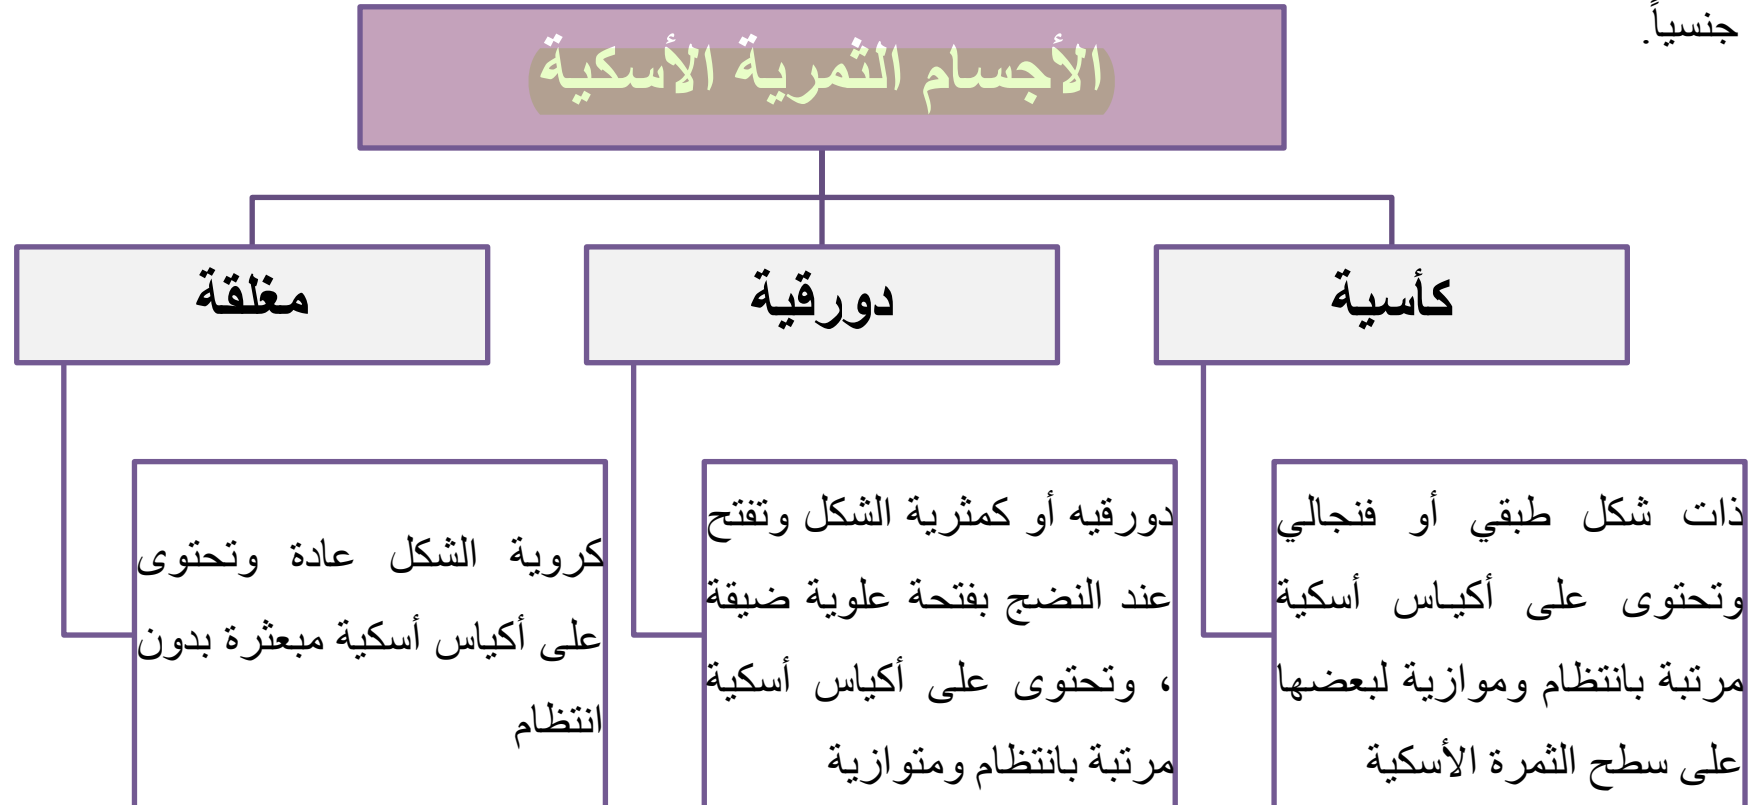 جنسياً.
الأجسام الثمرية الأسكية
كأسية
دورقية
مغلقة
ذات شكل طبقي أو فنجالي
وتحتوى على أكياس أسكية
مرتبة بانتظام وموازية لبعضها
على سطح الثمرة الأسكية
دورقيه أو كمثرية الشكل وتفتح
عند النضج بفتحة علوية ضيقة
، وتحتوى على أكياس أسكية
مرتبة بانتظام ومتوازية
كروية الشكل عادة وتحتوى
على أكياس أسكية مبعثرة بدون
انتظام